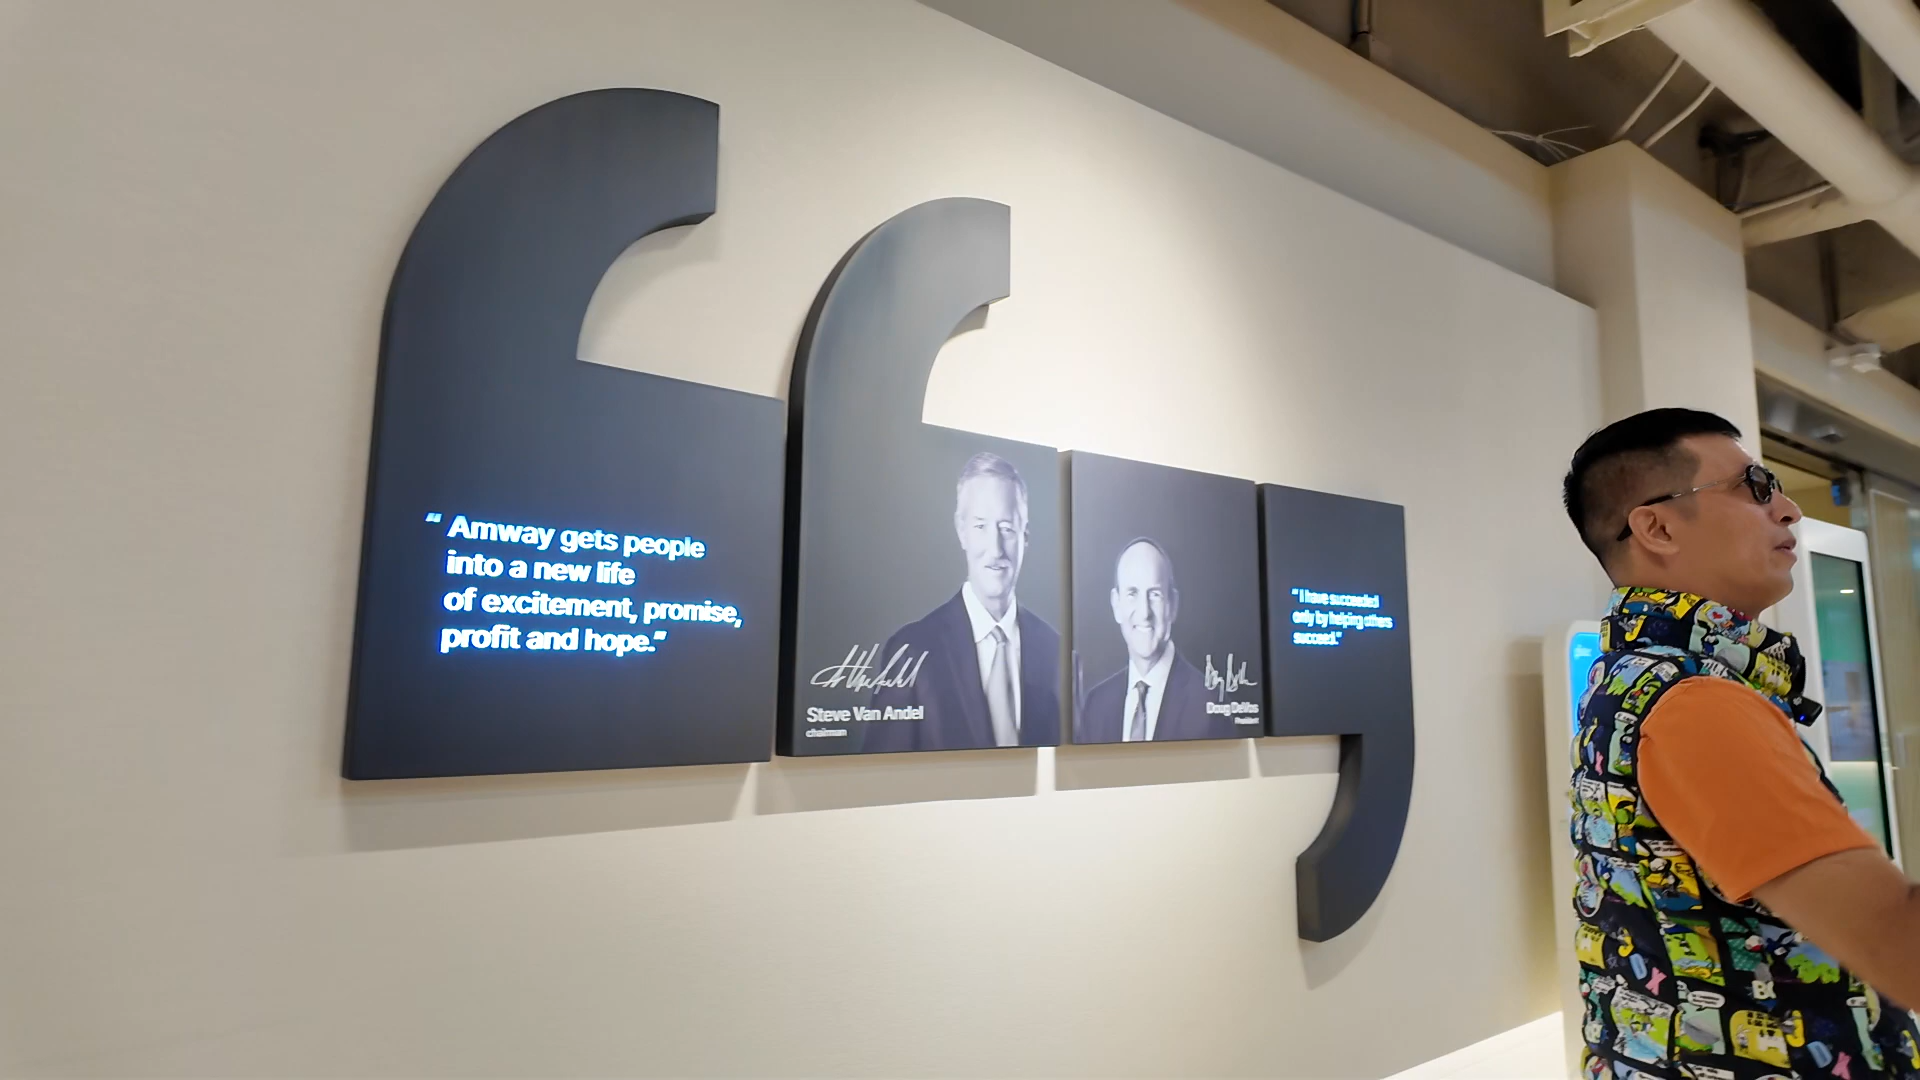 “ Amway gets people
into a new life
of excitement, promise,
profit and hope.”
Steve Van Andel
chairman
Doug DeVos
President
“I have succeeded
only by helping others
succeed.”